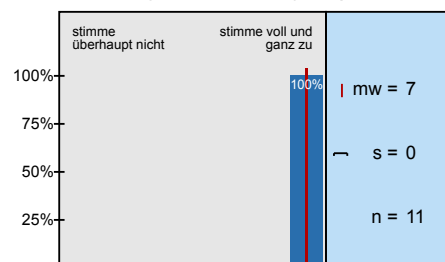 stimme
überhaupt nicht
stimme voll und
ganz zu
100%
100%
mw = 7
75%
50%
s = 0
25%
n = 11